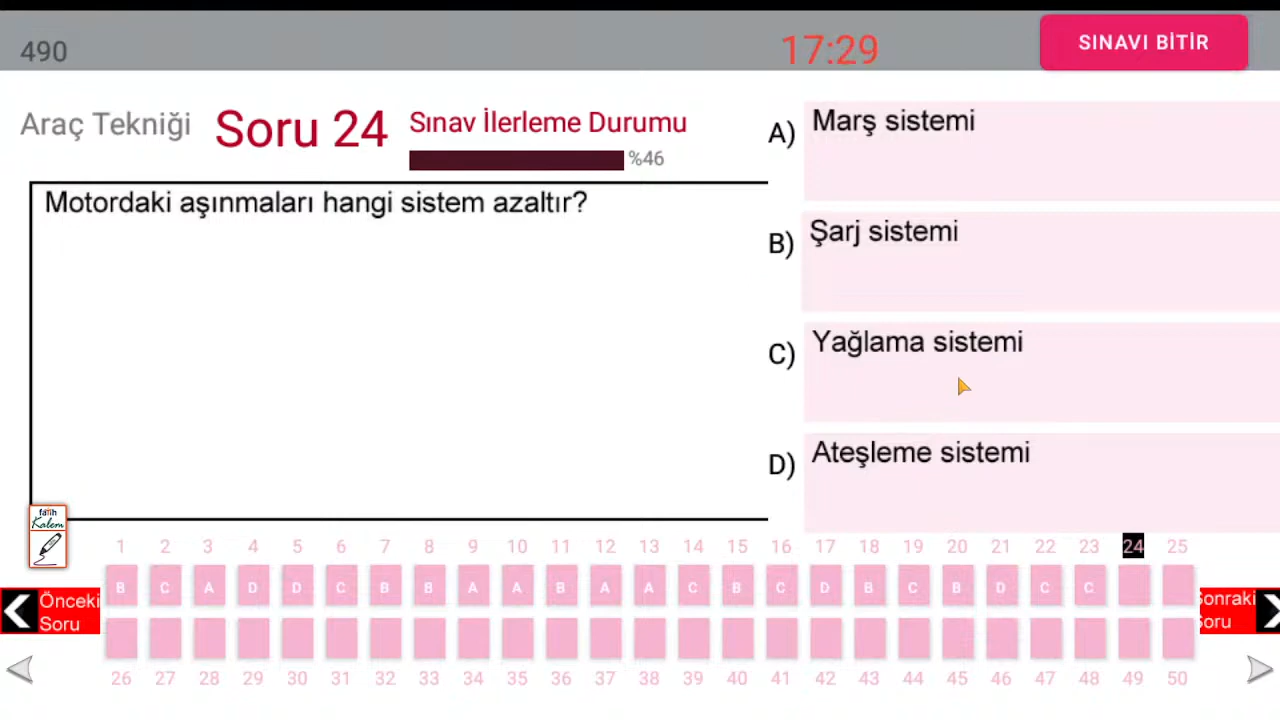 490
17:29
SINAVI BİTİR
Araç Tekniği
Soru 24
Sınav İlerleme Durumu
%46
Motordaki aşınmaları hangi sistem azaltır?
A) Marş sistemi
B) Şarj sistemi
C) Yağlama sistemi
D) Ateşleme sistemi
fatih
Kalem
1 2 3 4 5 6 7 8 9 10 11 12 13 14 15 16 17 18 19 20 21 22 23 24 25
B C A D D C B B A A B A A C B C D B C B D C C
Önceki
Soru
Sonraki
Soru
26 27 28 29 30 31 32 33 34 35 36 37 38 39 40 41 42 43 44 45 46 47 48 49 50